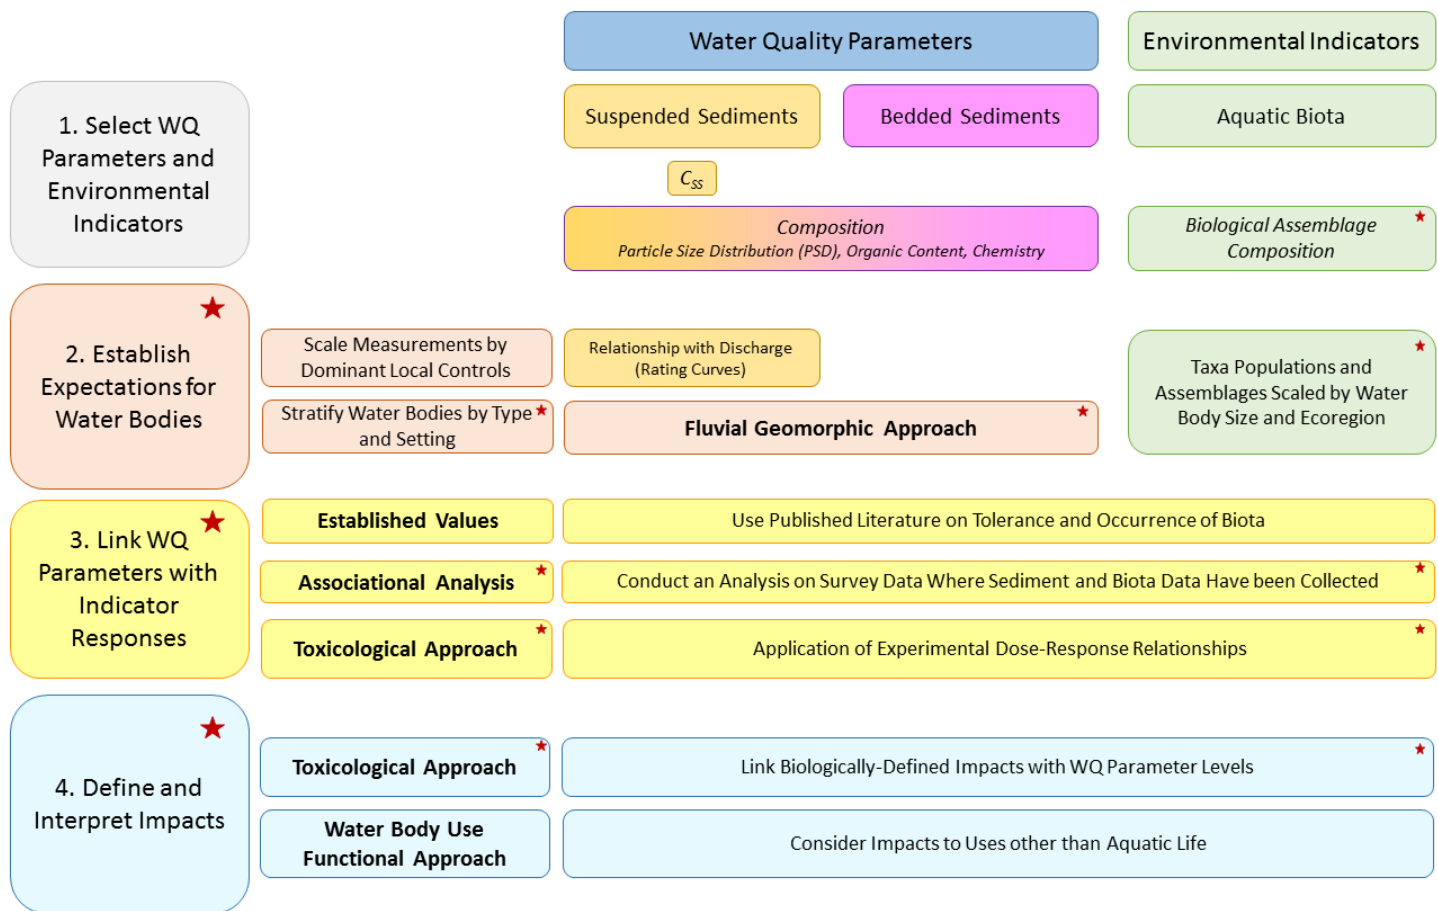 Water Quality Parameters
Environmental Indicators
1. Select WQ
Parameters and
Environmental
Indicators
Suspended Sediments
Bedded Sediments
Aquatic Biota
C_SS
Composition
Particle Size Distribution (PSD), Organic Content, Chemistry
Biological Assemblage
Composition
2. Establish
Expectations for
Water Bodies
Scale Measurements by
Dominant Local Controls
Relationship with Discharge
(Rating Curves)
Taxa Populations and
Assemblages Scaled by Water
Body Size and Ecoregion
Stratify Water Bodies by Type
and Setting
Fluvial Geomorphic Approach
3. Link WQ
Parameters with
Indicator
Responses
Established Values
Use Published Literature on Tolerance and Occurrence of Biota
Associational Analysis
Conduct an Analysis on Survey Data Where Sediment and Biota Data Have been Collected
Toxicological Approach
Application of Experimental Dose-Response Relationships
4. Define and
Interpret Impacts
Toxicological Approach
Link Biologically-Defined Impacts with WQ Parameter Levels
Water Body Use
Functional Approach
Consider Impacts to Uses other than Aquatic Life